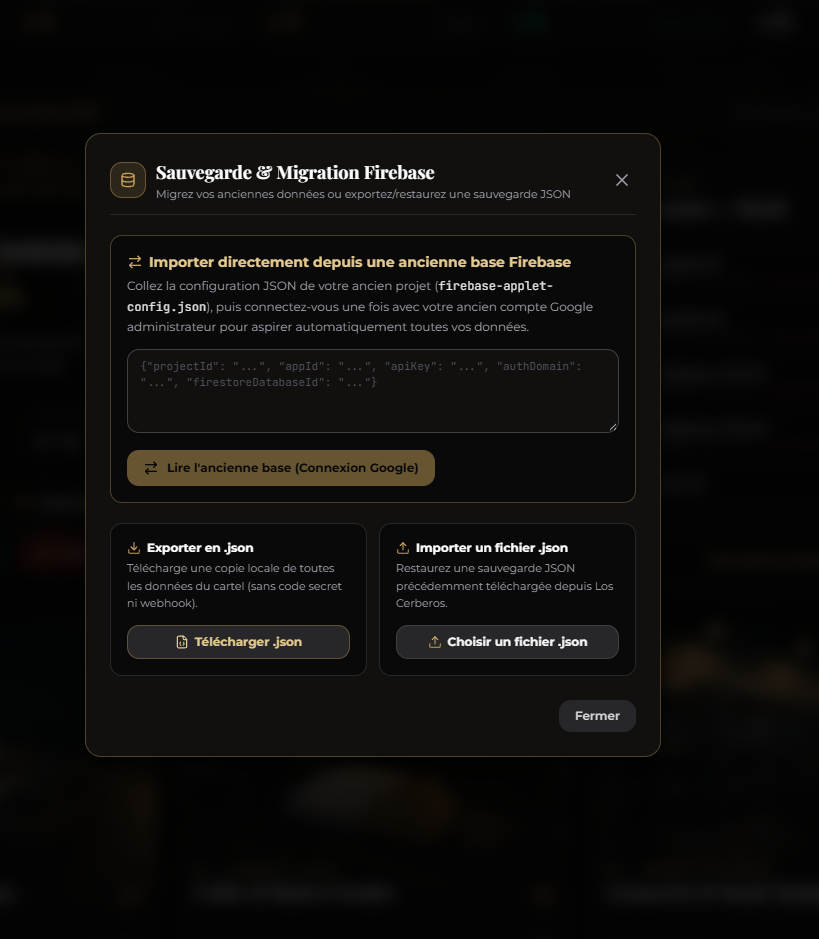 Sauvegarde & Migration Firebase
Migrez vos anciennes données ou exportez/restaurez une sauvegarde JSON
Importer directement depuis une ancienne base Firebase
Collez la configuration JSON de votre ancien projet (firebase-applet-
config.json), puis connectez-vous une fois avec votre ancien compte Google
administrateur pour aspirer automatiquement toutes vos données.
{"projectId": "...", "appId": "...", "apiKey": "...", "authDomain":
"...", "firestoreDatabaseId": "..."}
Lire l'ancienne base (Connexion Google)
Exporter en .json
Télécharge une copie locale de toutes
les données du cartel (sans code secret
ni webhook).
Télécharger .json
Importer un fichier .json
Restaurez une sauvegarde JSON
précédemment téléchargée depuis Los
Cerberos.
Choisir un fichier .json
Fermer